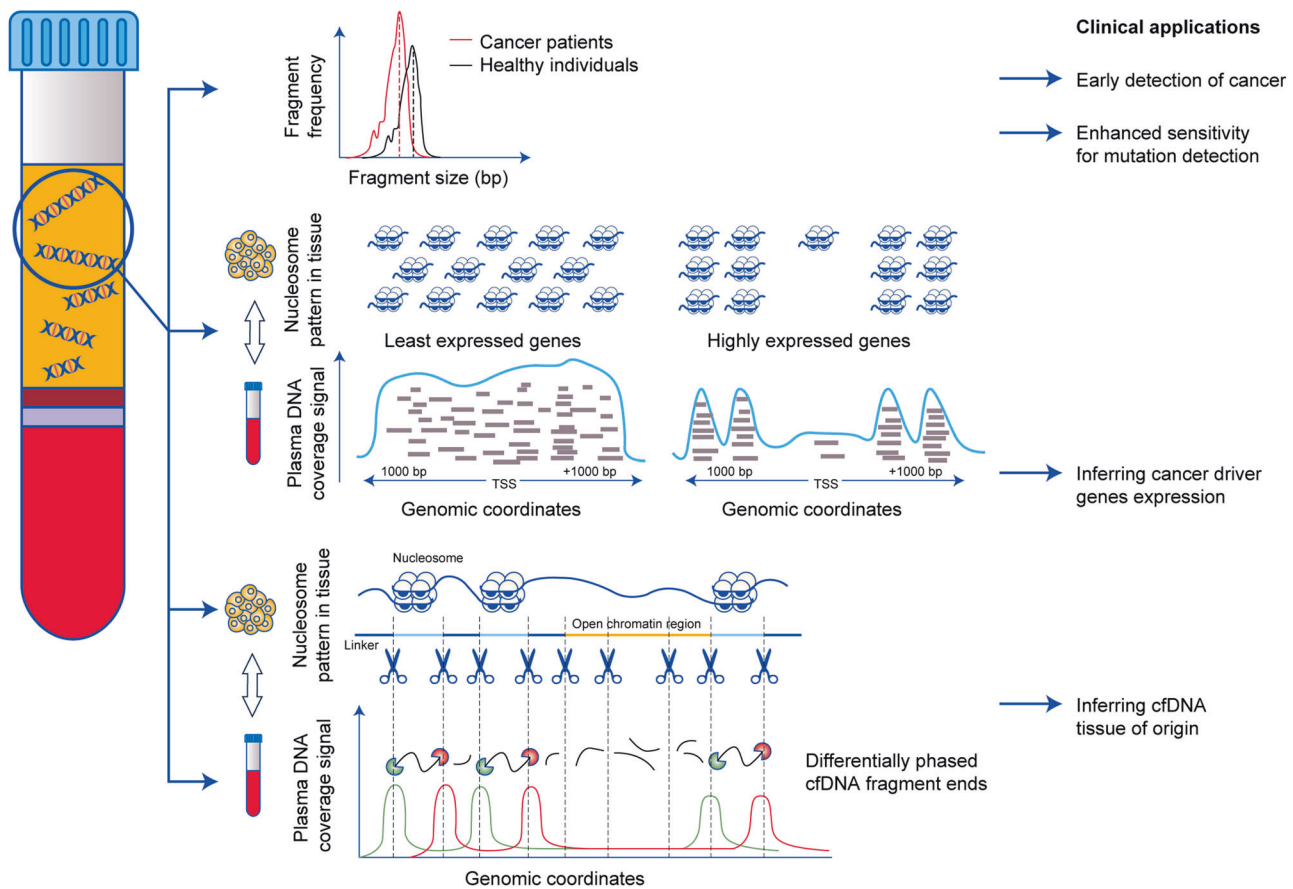 Clinical applications
Cancer patients
Healthy individuals
Fragment
frequency
Fragment size (bp)
Early detection of cancer
Enhanced sensitivity
for mutation detection
Nucleosome
pattern in tissue
Least expressed genes
Highly expressed genes
Plasma DNA
coverage signal
1000 bp
+1000 bp
TSS
Genomic coordinates
1000 bp
+1000 bp
TSS
Genomic coordinates
Inferring cancer driver
genes expression
Nucleosome
pattern in tissue
Nucleosome
Open chromatin region
Linker
Plasma DNA
coverage signal
Differentially phased
cfDNA fragment ends
Genomic coordinates
Inferring cfDNA
tissue of origin